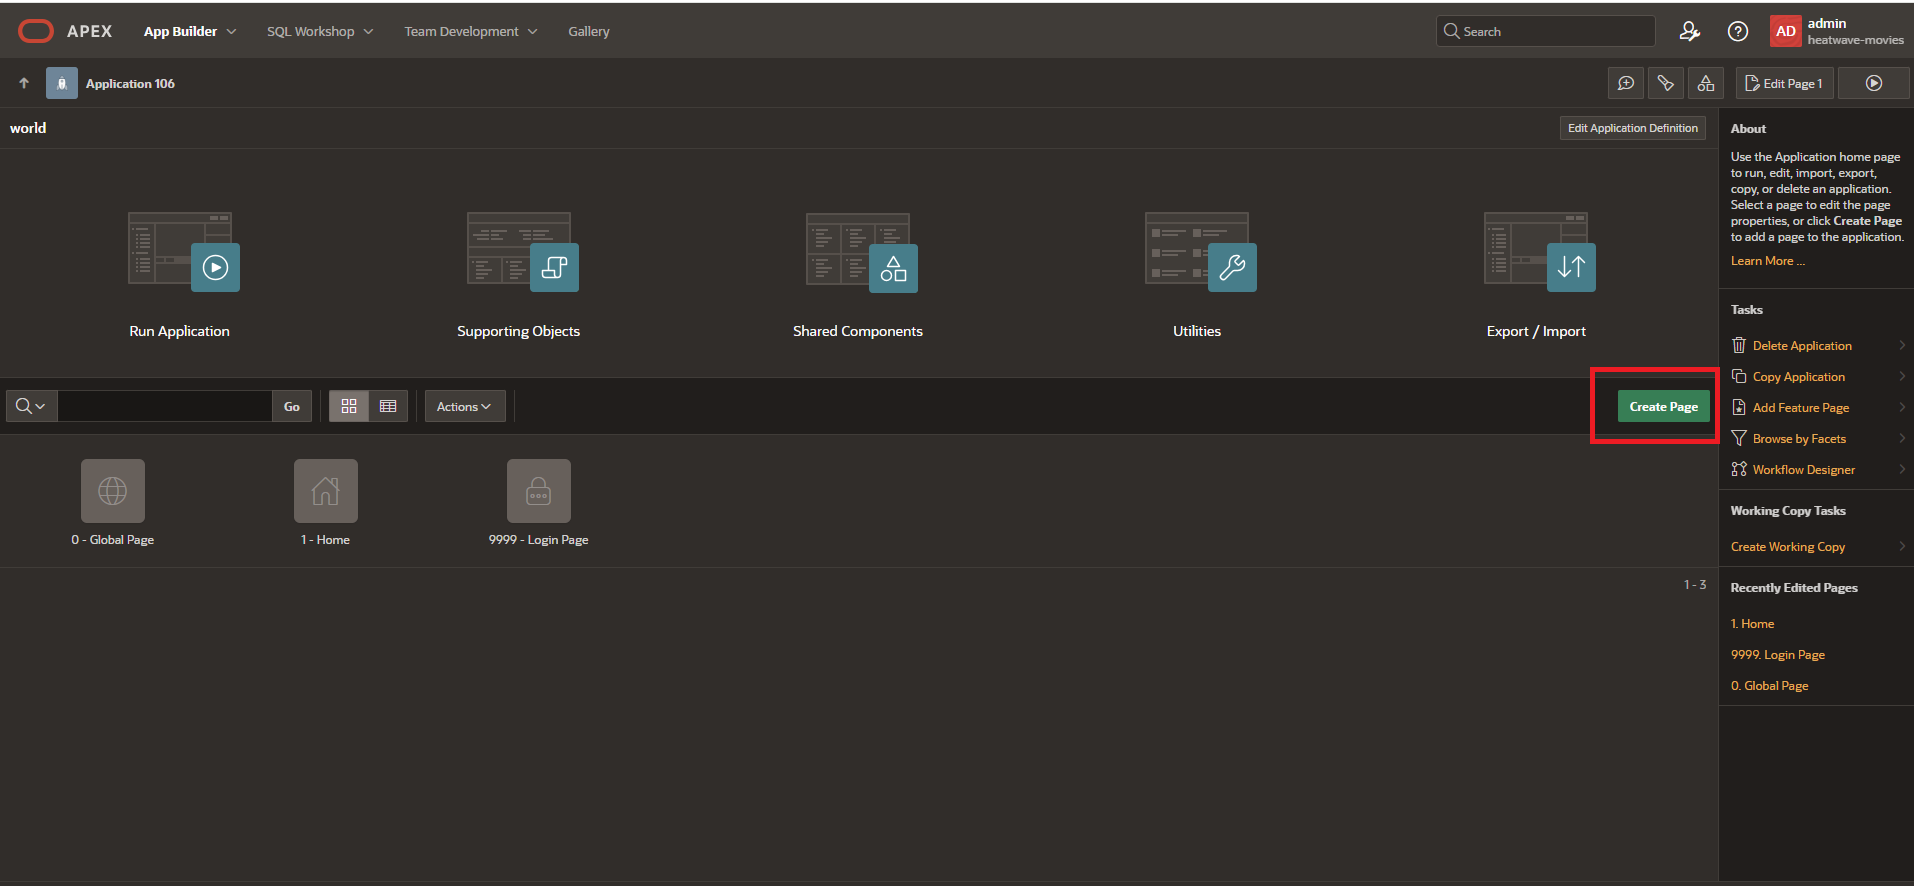 APEX
App Builder
SQL Workshop
Team Development
Gallery
Search
AD
admin
heatwave-movies
Application 106
Edit Page 1
world
Edit Application Definition
Run Application
Supporting Objects
Shared Components
Utilities
Export / Import
Go
Actions
Create Page
0 - Global Page
1 - Home
9999 - Login Page
1 - 3
About
Use the Application home page
to run, edit, import, export,
copy, or delete an application.
Select a page to edit the page
properties, or click Create Page
to add a page to the application.
Learn More ...
Tasks
Delete Application
Copy Application
Add Feature Page
Browse by Facets
Workflow Designer
Working Copy Tasks
Create Working Copy
Recently Edited Pages
1. Home
9999. Login Page
0. Global Page